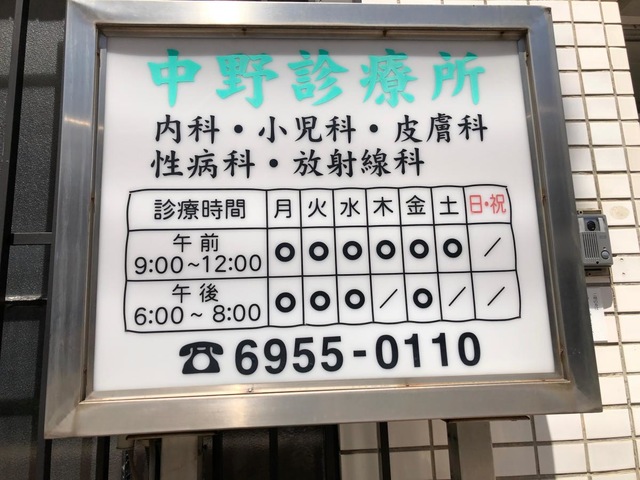 中野診療所
内科・小児科・皮膚科
性病科・放射線科
診療時間 月 火 水 木 金 土 日・祝
午前 9:00~12:00 ○ ○ ○ ○ ○ ○ /
午後 6:00~8:00 ○ ○ ○ / ○ / /
☎6955-0110